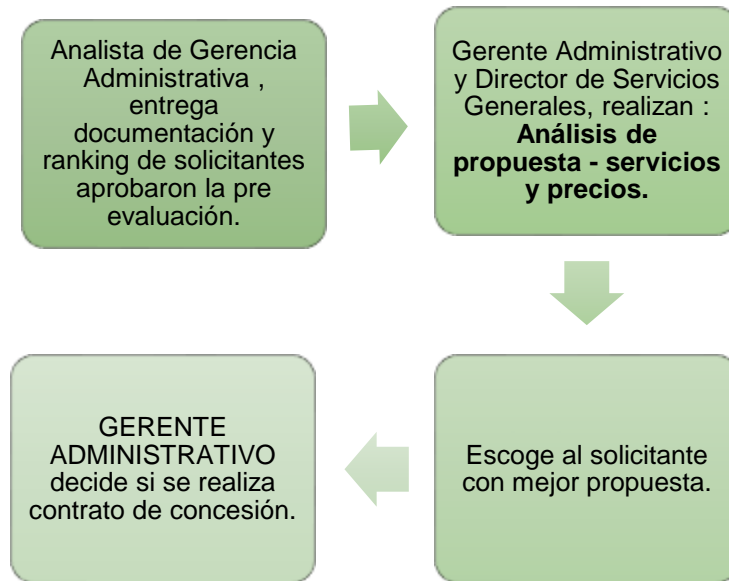 Analista de Gerencia
Administrativa ,
entrega
documentación y
ranking de solicitantes
aprobaron la pre
evaluación.
Gerente Administrativo
y Director de Servicios
Generales, realizan :
Análisis de
propuesta - servicios
y precios.
Escoge al solicitante
con mejor propuesta.
GERENTE
ADMINISTRATIVO
decide si se realiza
contrato de concesión.